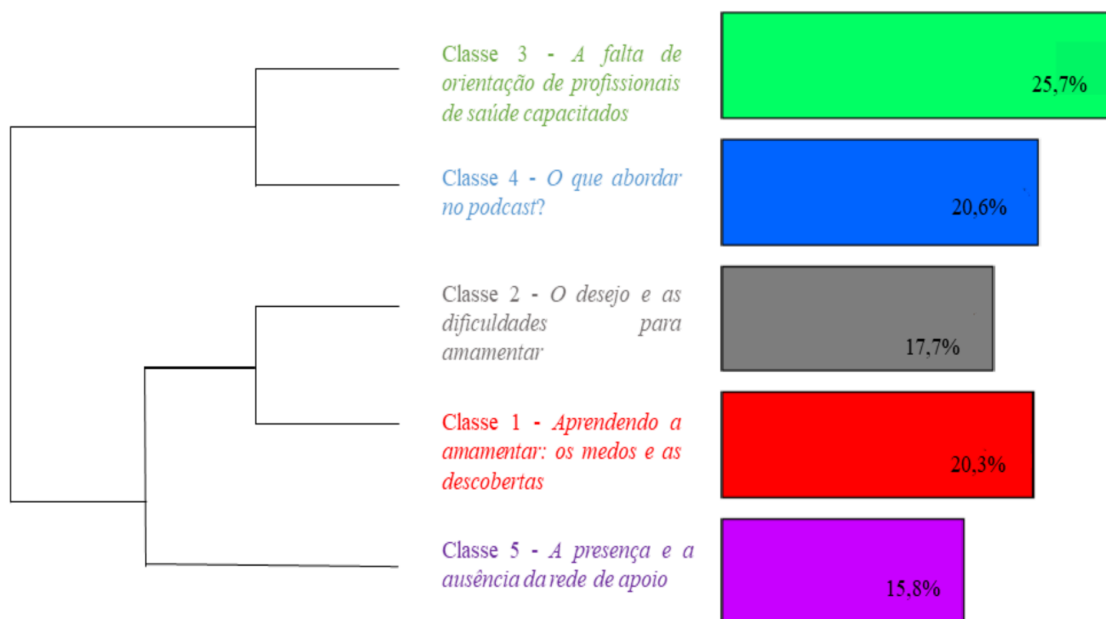 Classe 3 - A falta de
orientação de profissionais
de saúde capacitados
25,7%
Classe 4 - O que abordar
no podcast?
20,6%
Classe 2 - O desejo e as
dificuldades para
amamentar
17,7%
Classe 1 - Aprendendo a
amamentar: os medos e as
descobertas
20,3%
Classe 5 - A presença e a
ausência da rede de apoio
15,8%